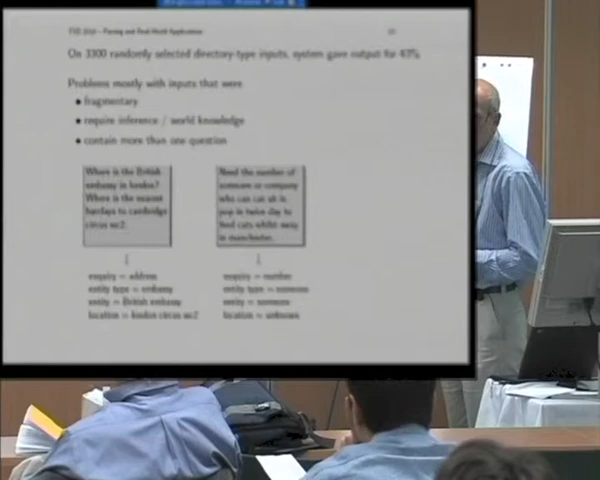 On 3300 randomly selected directory-type inputs, system gave output for 43%
Problems mostly with inputs that were
• fragmentary
• require inference / world knowledge
• contain more than one question
Where is the British
embassy in london?
Where is the nearest
barclays to cambridge
circus wc2.
Need the number of
someone or company
who can cat sit ie.
pop in twice day to
feed cats whilst away
in manchester.
↓
enquiry = address
entity type = embassy
entity = British embassy
location = london circus wc2
↓
enquiry = number
entity type = someone
entity = someone
location = unknown